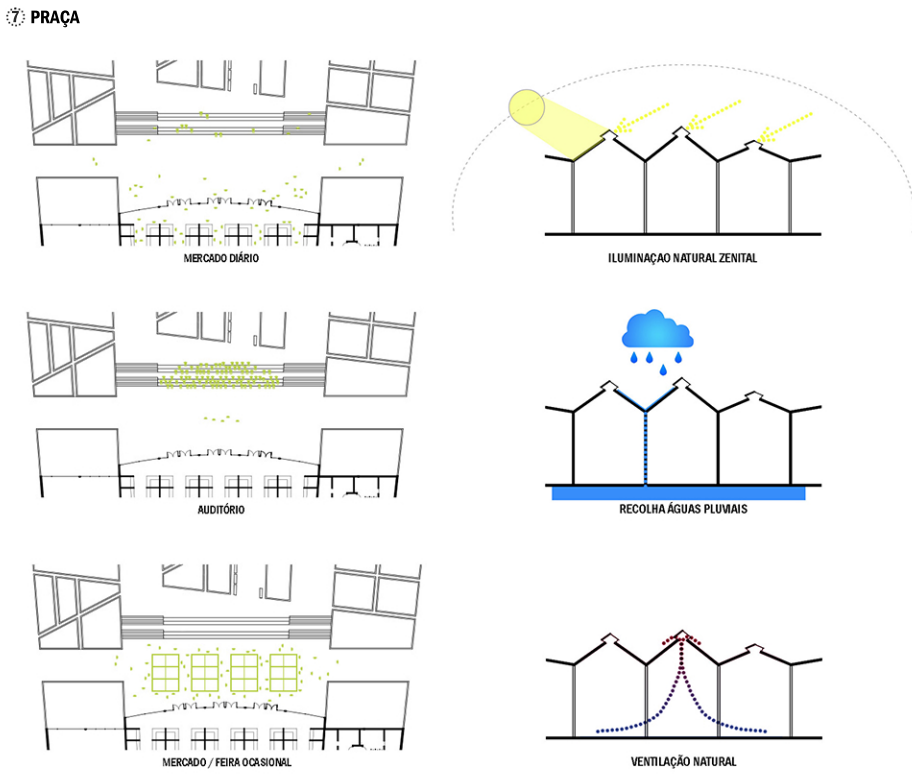 7 PRAÇA
MERCADO DIÁRIO
ILUMINAÇAO NATURAL ZENITAL
AUDITÓRIO
RECOLHA ÁGUAS PLUVIAIS
MERCADO / FEIRA OCASIONAL
VENTILAÇÃO NATURAL